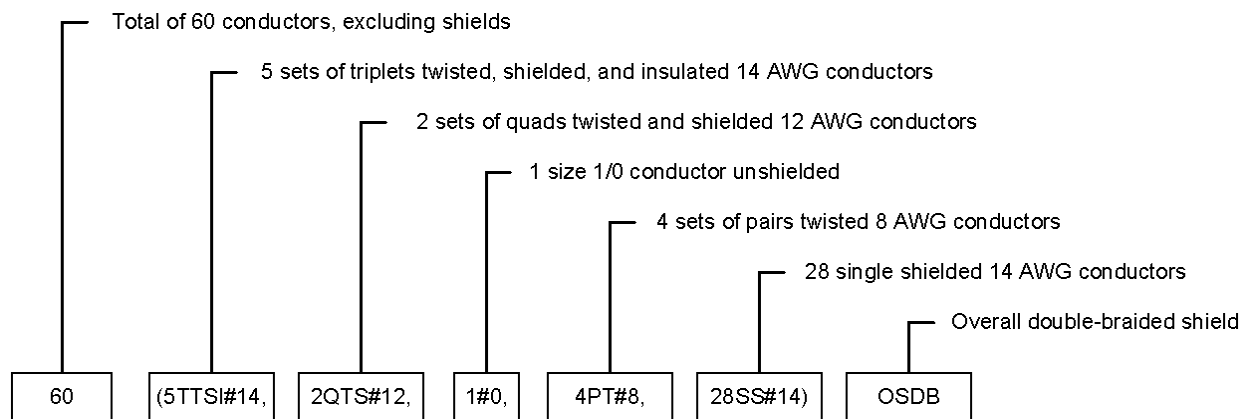 Total of 60 conductors, excluding shields
5 sets of triplets twisted, shielded, and insulated 14 AWG conductors
2 sets of quads twisted and shielded 12 AWG conductors
1 size 1/0 conductor unshielded
4 sets of pairs twisted 8 AWG conductors
28 single shielded 14 AWG conductors
Overall double-braided shield
60 (5TTSI#14, 2QTS#12, 1#0, 4PT#8, 28SS#14) OSDB